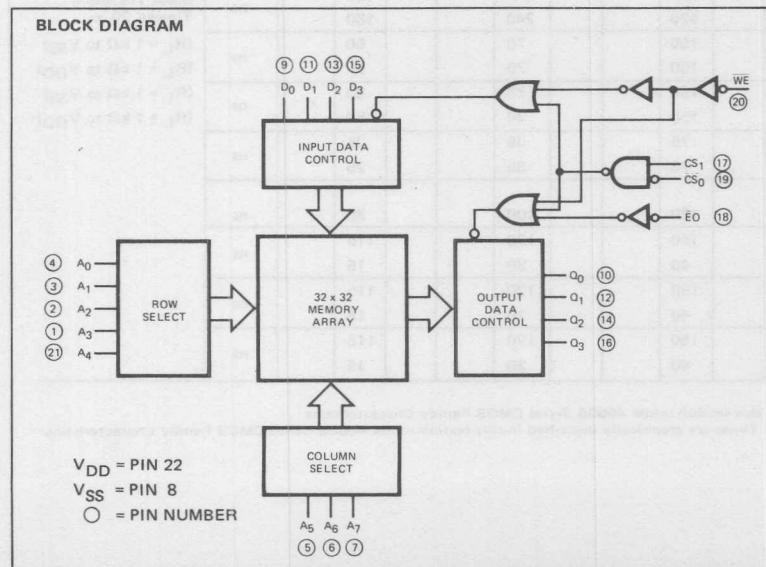 BLOCK DIAGRAM
9 11 13 15
D0 D1 D2 D3
WE
20
INPUT DATA
CONTROL
CS1 17
CS0 19
EO 18
4 A0
3 A1
2 A2
1 A3
21 A4
ROW
SELECT
32 x 32
MEMORY
ARRAY
OUTPUT
DATA
CONTROL
Q0 10
Q1 12
Q2 14
Q3 16
COLUMN
SELECT
VDD = PIN 22
VSS = PIN 8
○ = PIN NUMBER
A5 A6 A7
5 6 7